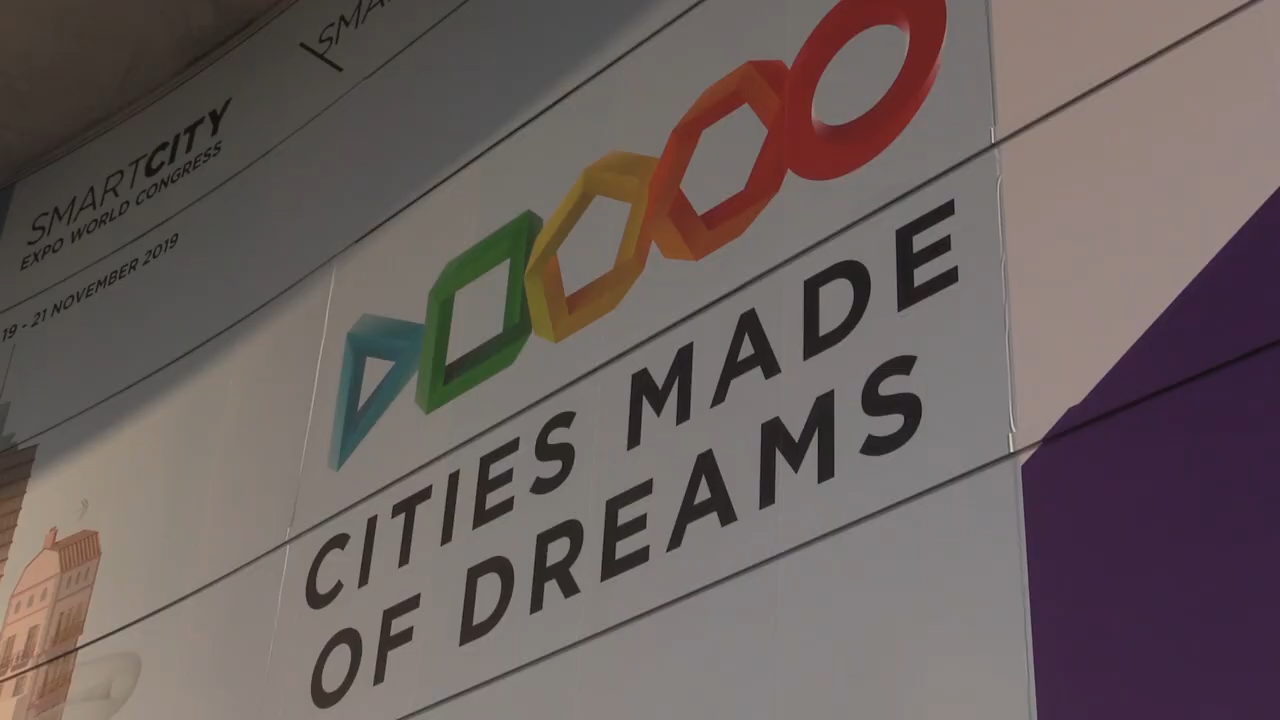 SMARTCITY
EXPO WORLD CONGRESS
19 - 21 NOVEMBER 2019
CITIES MADE
OF DREAMS